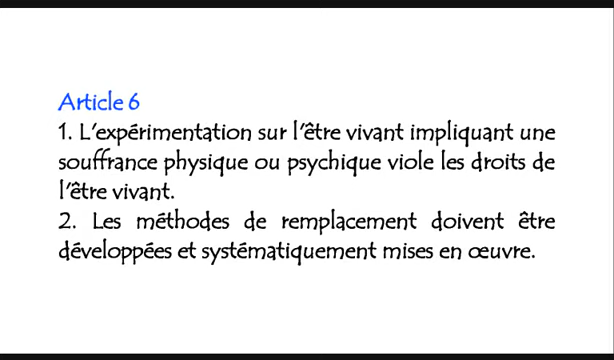 Article 6
1. L'expérimentation sur l'être vivant impliquant une
souffrance physique ou psychique viole les droits de
l'être vivant.
2. Les méthodes de remplacement doivent être
développées et systématiquement mises en œuvre.